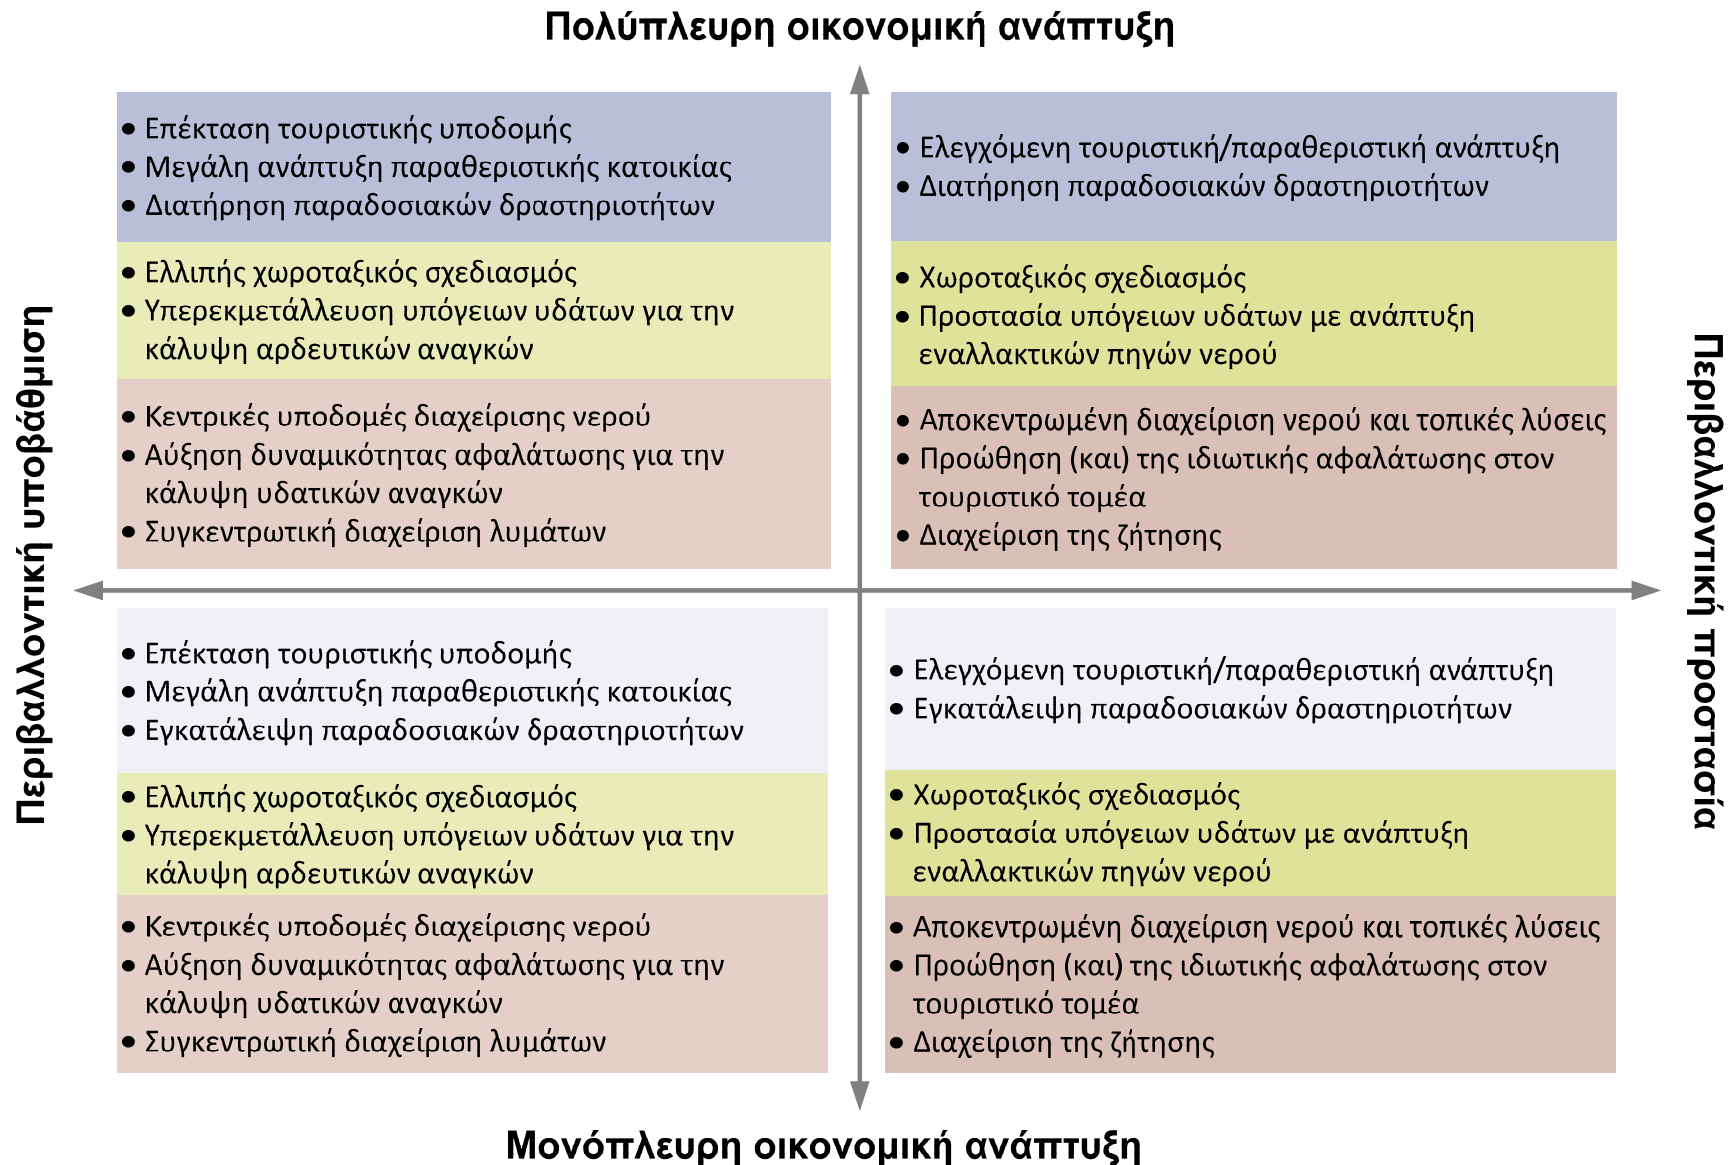 Πολύπλευρη οικονομική ανάπτυξη
• Επέκταση τουριστικής υποδομής
• Μεγάλη ανάπτυξη παραθεριστικής κατοικίας
• Διατήρηση παραδοσιακών δραστηριοτήτων
• Ελλιπής χωροταξικός σχεδιασμός
• Υπερεκμετάλλευση υπόγειων υδάτων για την
κάλυψη αρδευτικών αναγκών
• Κεντρικές υποδομές διαχείρισης νερού
• Αύξηση δυναμικότητας αφαλάτωσης για την
κάλυψη υδατικών αναγκών
• Συγκεντρωτική διαχείριση λυμάτων
• Ελεγχόμενη τουριστική/παραθεριστική ανάπτυξη
• Διατήρηση παραδοσιακών δραστηριοτήτων
• Χωροταξικός σχεδιασμός
• Προστασία υπόγειων υδάτων με ανάπτυξη
εναλλακτικών πηγών νερού
• Αποκεντρωμένη διαχείριση νερού και τοπικές λύσεις
• Προώθηση (και) της ιδιωτικής αφαλάτωσης στον
τουριστικό τομέα
• Διαχείριση της ζήτησης
Περιβαλλοντική υποβάθμιση
Περιβαλλοντική προστασία
• Επέκταση τουριστικής υποδομής
• Μεγάλη ανάπτυξη παραθεριστικής κατοικίας
• Εγκατάλειψη παραδοσιακών δραστηριοτήτων
• Ελλιπής χωροταξικός σχεδιασμός
• Υπερεκμετάλλευση υπόγειων υδάτων για την
κάλυψη αρδευτικών αναγκών
• Κεντρικές υποδομές διαχείρισης νερού
• Αύξηση δυναμικότητας αφαλάτωσης για την
κάλυψη υδατικών αναγκών
• Συγκεντρωτική διαχείριση λυμάτων
• Ελεγχόμενη τουριστική/παραθεριστική ανάπτυξη
• Εγκατάλειψη παραδοσιακών δραστηριοτήτων
• Χωροταξικός σχεδιασμός
• Προστασία υπόγειων υδάτων με ανάπτυξη
εναλλακτικών πηγών νερού
• Αποκεντρωμένη διαχείριση νερού και τοπικές λύσεις
• Προώθηση (και) της ιδιωτικής αφαλάτωσης στον
τουριστικό τομέα
• Διαχείριση της ζήτησης
Μονόπλευρη οικονομική ανάπτυξη